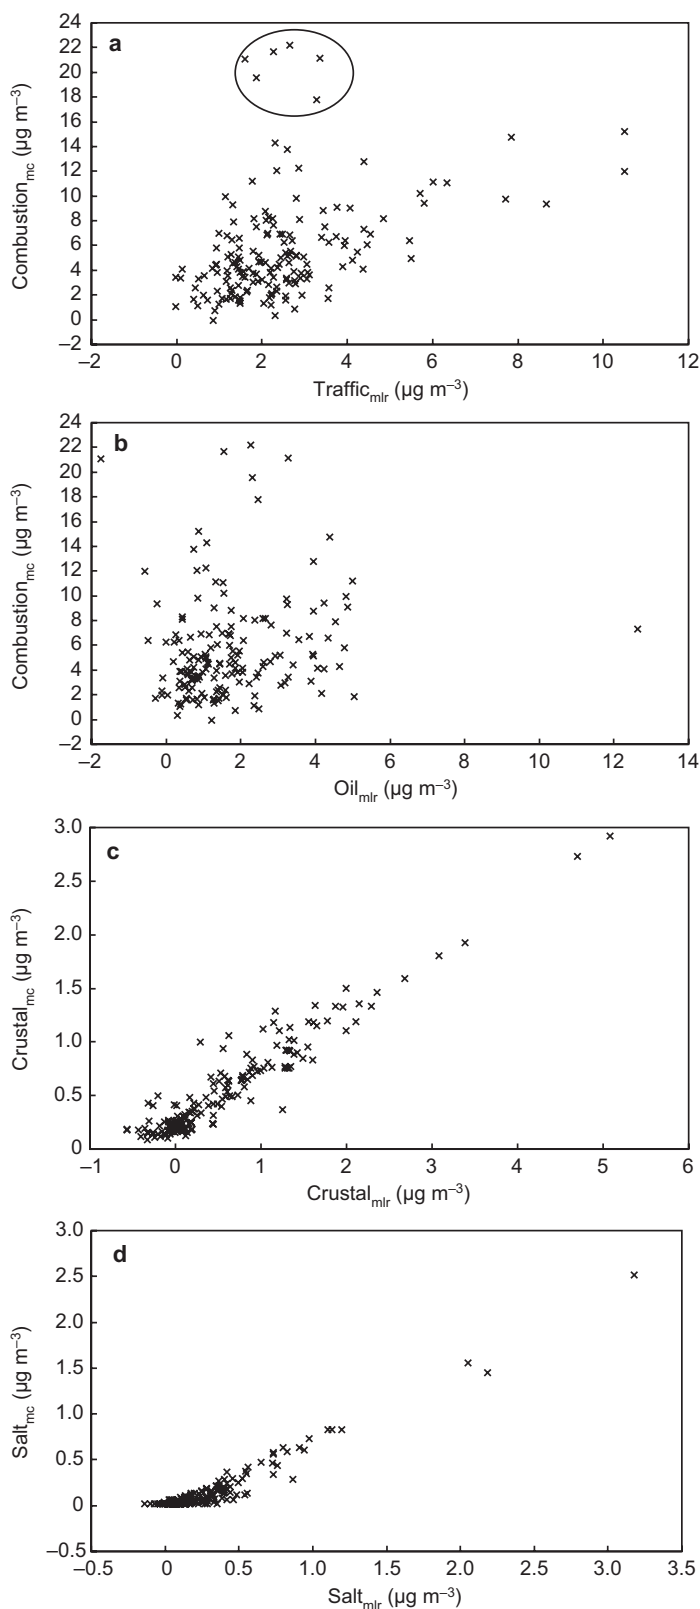 a
24
22
20
18
16
14
12
10
8
6
4
2
0
–2
Combustion_mc (µg m⁻³)
–2 0 2 4 6 8 10 12
Traffic_mlr (µg m⁻³)
b
24
22
20
18
16
14
12
10
8
6
4
2
0
–2
Combustion_mc (µg m⁻³)
–2 0 2 4 6 8 10 12 14
Oil_mlr (µg m⁻³)
c
3.0
2.5
2.0
1.5
1.0
0.5
0
Crustal_mc (µg m⁻³)
–1 0 1 2 3 4 5 6
Crustal_mlr (µg m⁻³)
d
3.0
2.5
2.0
1.5
1.0
0.5
0
–0.5
Salt_mc (µg m⁻³)
–0.5 0 0.5 1.0 1.5 2.0 2.5 3.0 3.5
Salt_mlr (µg m⁻³)